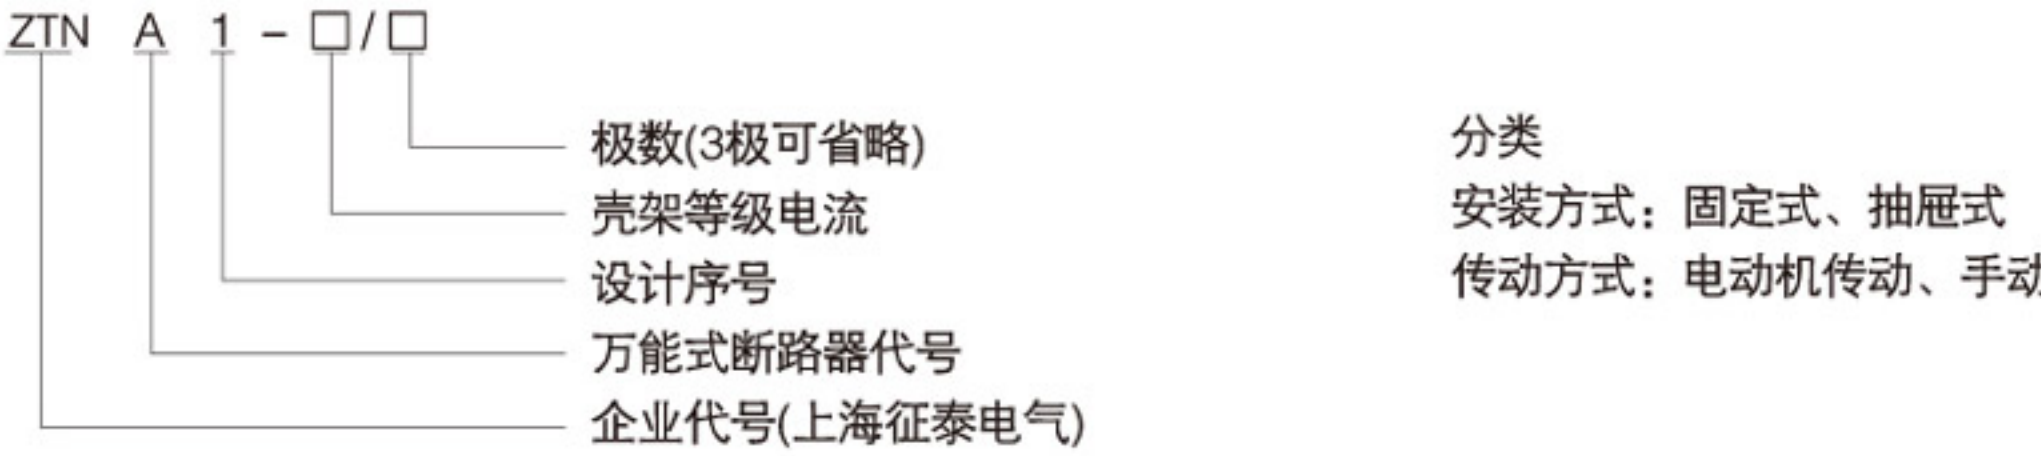 ZTN A 1 - □ / □
极数(3极可省略)
壳架等级电流
设计序号
万能式断路器代号
企业代号(上海征泰电气)
分类
安装方式：固定式、抽屉式
传动方式：电动机传动、手动